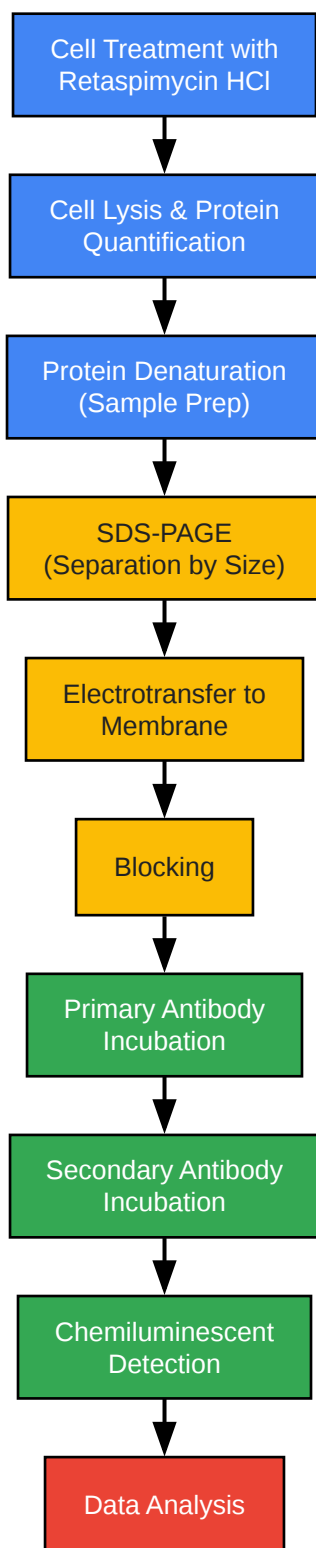 Cell Treatment with
Retaspimycin HCl
Cell Lysis & Protein
Quantification
Protein Denaturation
(Sample Prep)
SDS-PAGE
(Separation by Size)
Electrotransfer to
Membrane
Blocking
Primary Antibody
Incubation
Secondary Antibody
Incubation
Chemiluminescent
Detection
Data Analysis